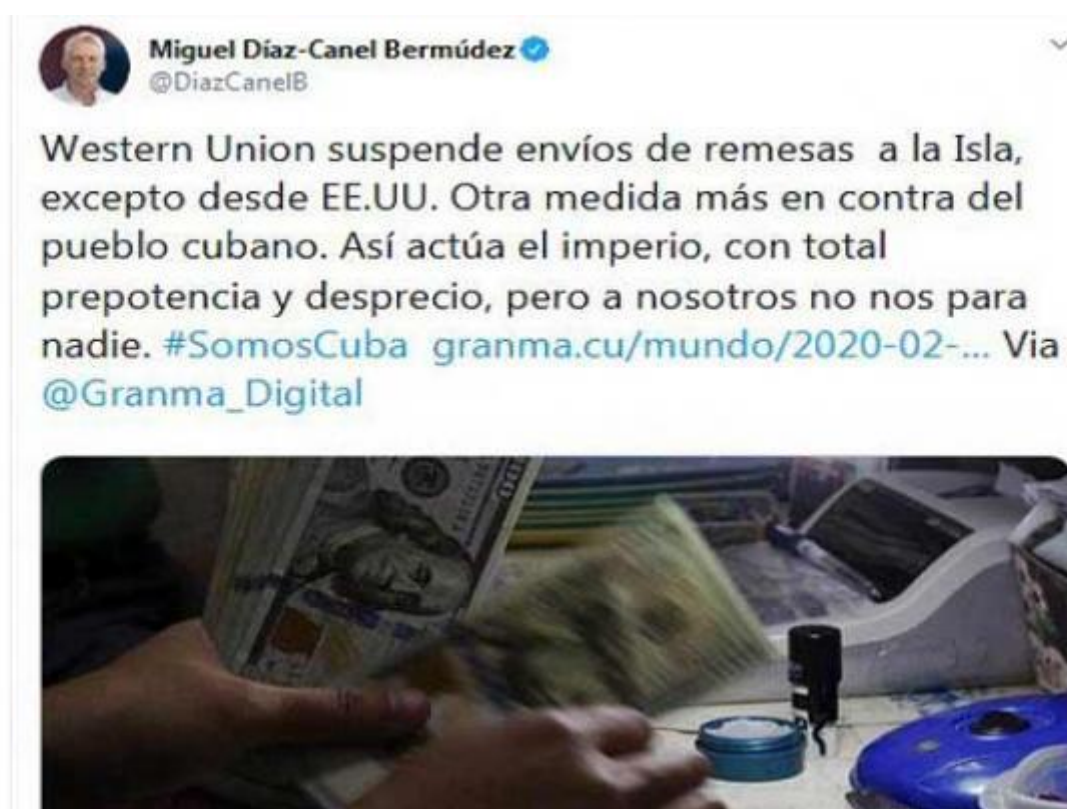 Miguel Díaz-Canel Bermúdez
@DiazCanelB
Western Union suspende envíos de remesas a la Isla,
excepto desde EE.UU. Otra medida más en contra del
pueblo cubano. Así actúa el imperio, con total
prepotencia y desprecio, pero a nosotros no nos para
nadie. #SomosCuba granma.cu/mundo/2020-02-... Via
@Granma_Digital